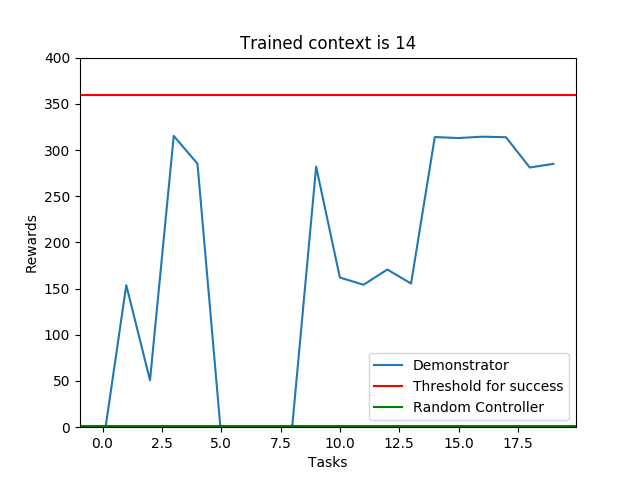 Trained context is 14
400
350
300
250
200
150
100
50
0
Rewards
0.0 2.5 5.0 7.5 10.0 12.5 15.0 17.5
Tasks
Demonstrator
Threshold for success
Random Controller